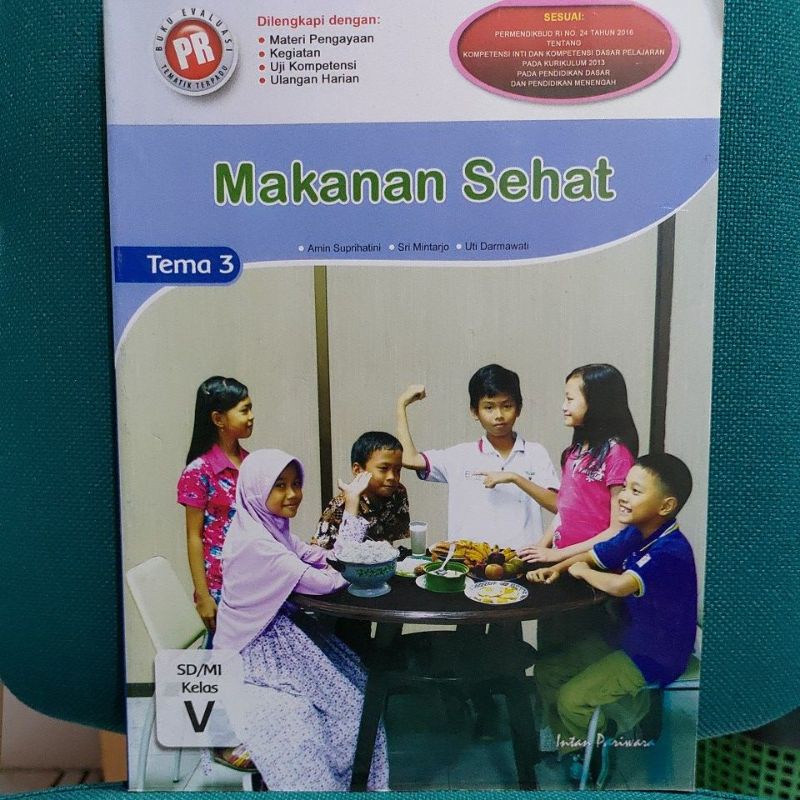 BUKU EVALUASI
PR
TEMATIK TERPADU
Dilengkapi dengan:
• Materi Pengayaan
• Kegiatan
• Uji Kompetensi
• Ulangan Harian
SESUAI:
PERMENDIKBUD RI NO. 24 TAHUN 2016
TENTANG
KOMPETENSI INTI DAN KOMPETENSI DASAR PELAJARAN
PADA KURIKULUM 2013
PADA PENDIDIKAN DASAR
DAN PENDIDIKAN MENENGAH
Makanan Sehat
• Amin Suprihatini • Sri Mintarjo • Uti Darmawati
Tema 3
SD/MI
Kelas
V
Intan Pariwara